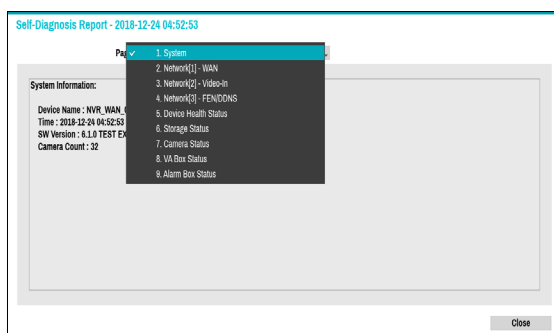 Self-Diagnosis Report - 2018-12-24 04:52:53
1. System
2. Network[1] - WAN
3. Network[2] - Video-In
4. Network[3] - FEN/DDNS
5. Device Health Status
6. Storage Status
7. Camera Status
8. VA Box Status
9. Alarm Box Status
System Information:
Device Name : NVR_WAN_
Time : 2018-12-24 04:52:53
SW Version : 6.1.0 TEST EX
Camera Count : 32
Close